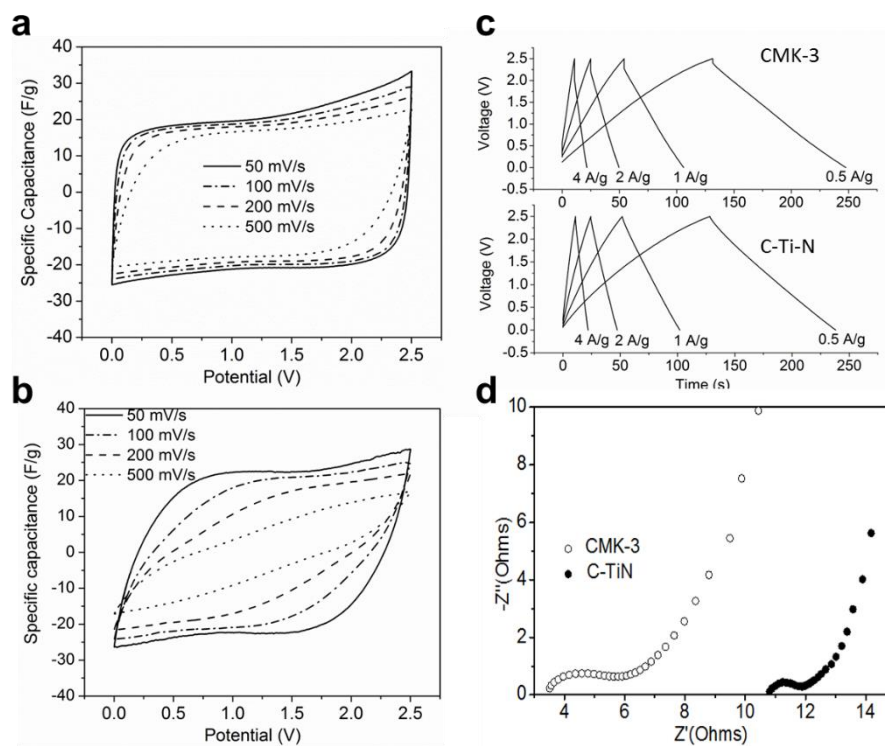 a
40
30
20
10
0
-10
-20
-30
-40
Specific Capacitance (F/g)
50 mV/s
100 mV/s
200 mV/s
500 mV/s
0.0 0.5 1.0 1.5 2.0 2.5
Potential (V)
b
40
30
20
10
0
-10
-20
-30
-40
Specific capacitance (F/g)
50 mV/s
100 mV/s
200 mV/s
500 mV/s
0.0 0.5 1.0 1.5 2.0 2.5
Potential (V)
c
Voltage (V)
2.5
2.0
1.5
1.0
0.5
0.0
-0.5
CMK-3
4 A/g 2 A/g 1 A/g 0.5 A/g
0 50 100 150 200 250
Voltage (V)
2.5
2.0
1.5
1.0
0.5
0.0
-0.5
C-Ti-N
4 A/g 2 A/g 1 A/g 0.5 A/g
0 50 100 150 200 250
Time (s)
d
10
8
6
4
2
0
-Z''(Ohms)
CMK-3
C-TiN
4 6 8 10 12 14
Z'(Ohms)